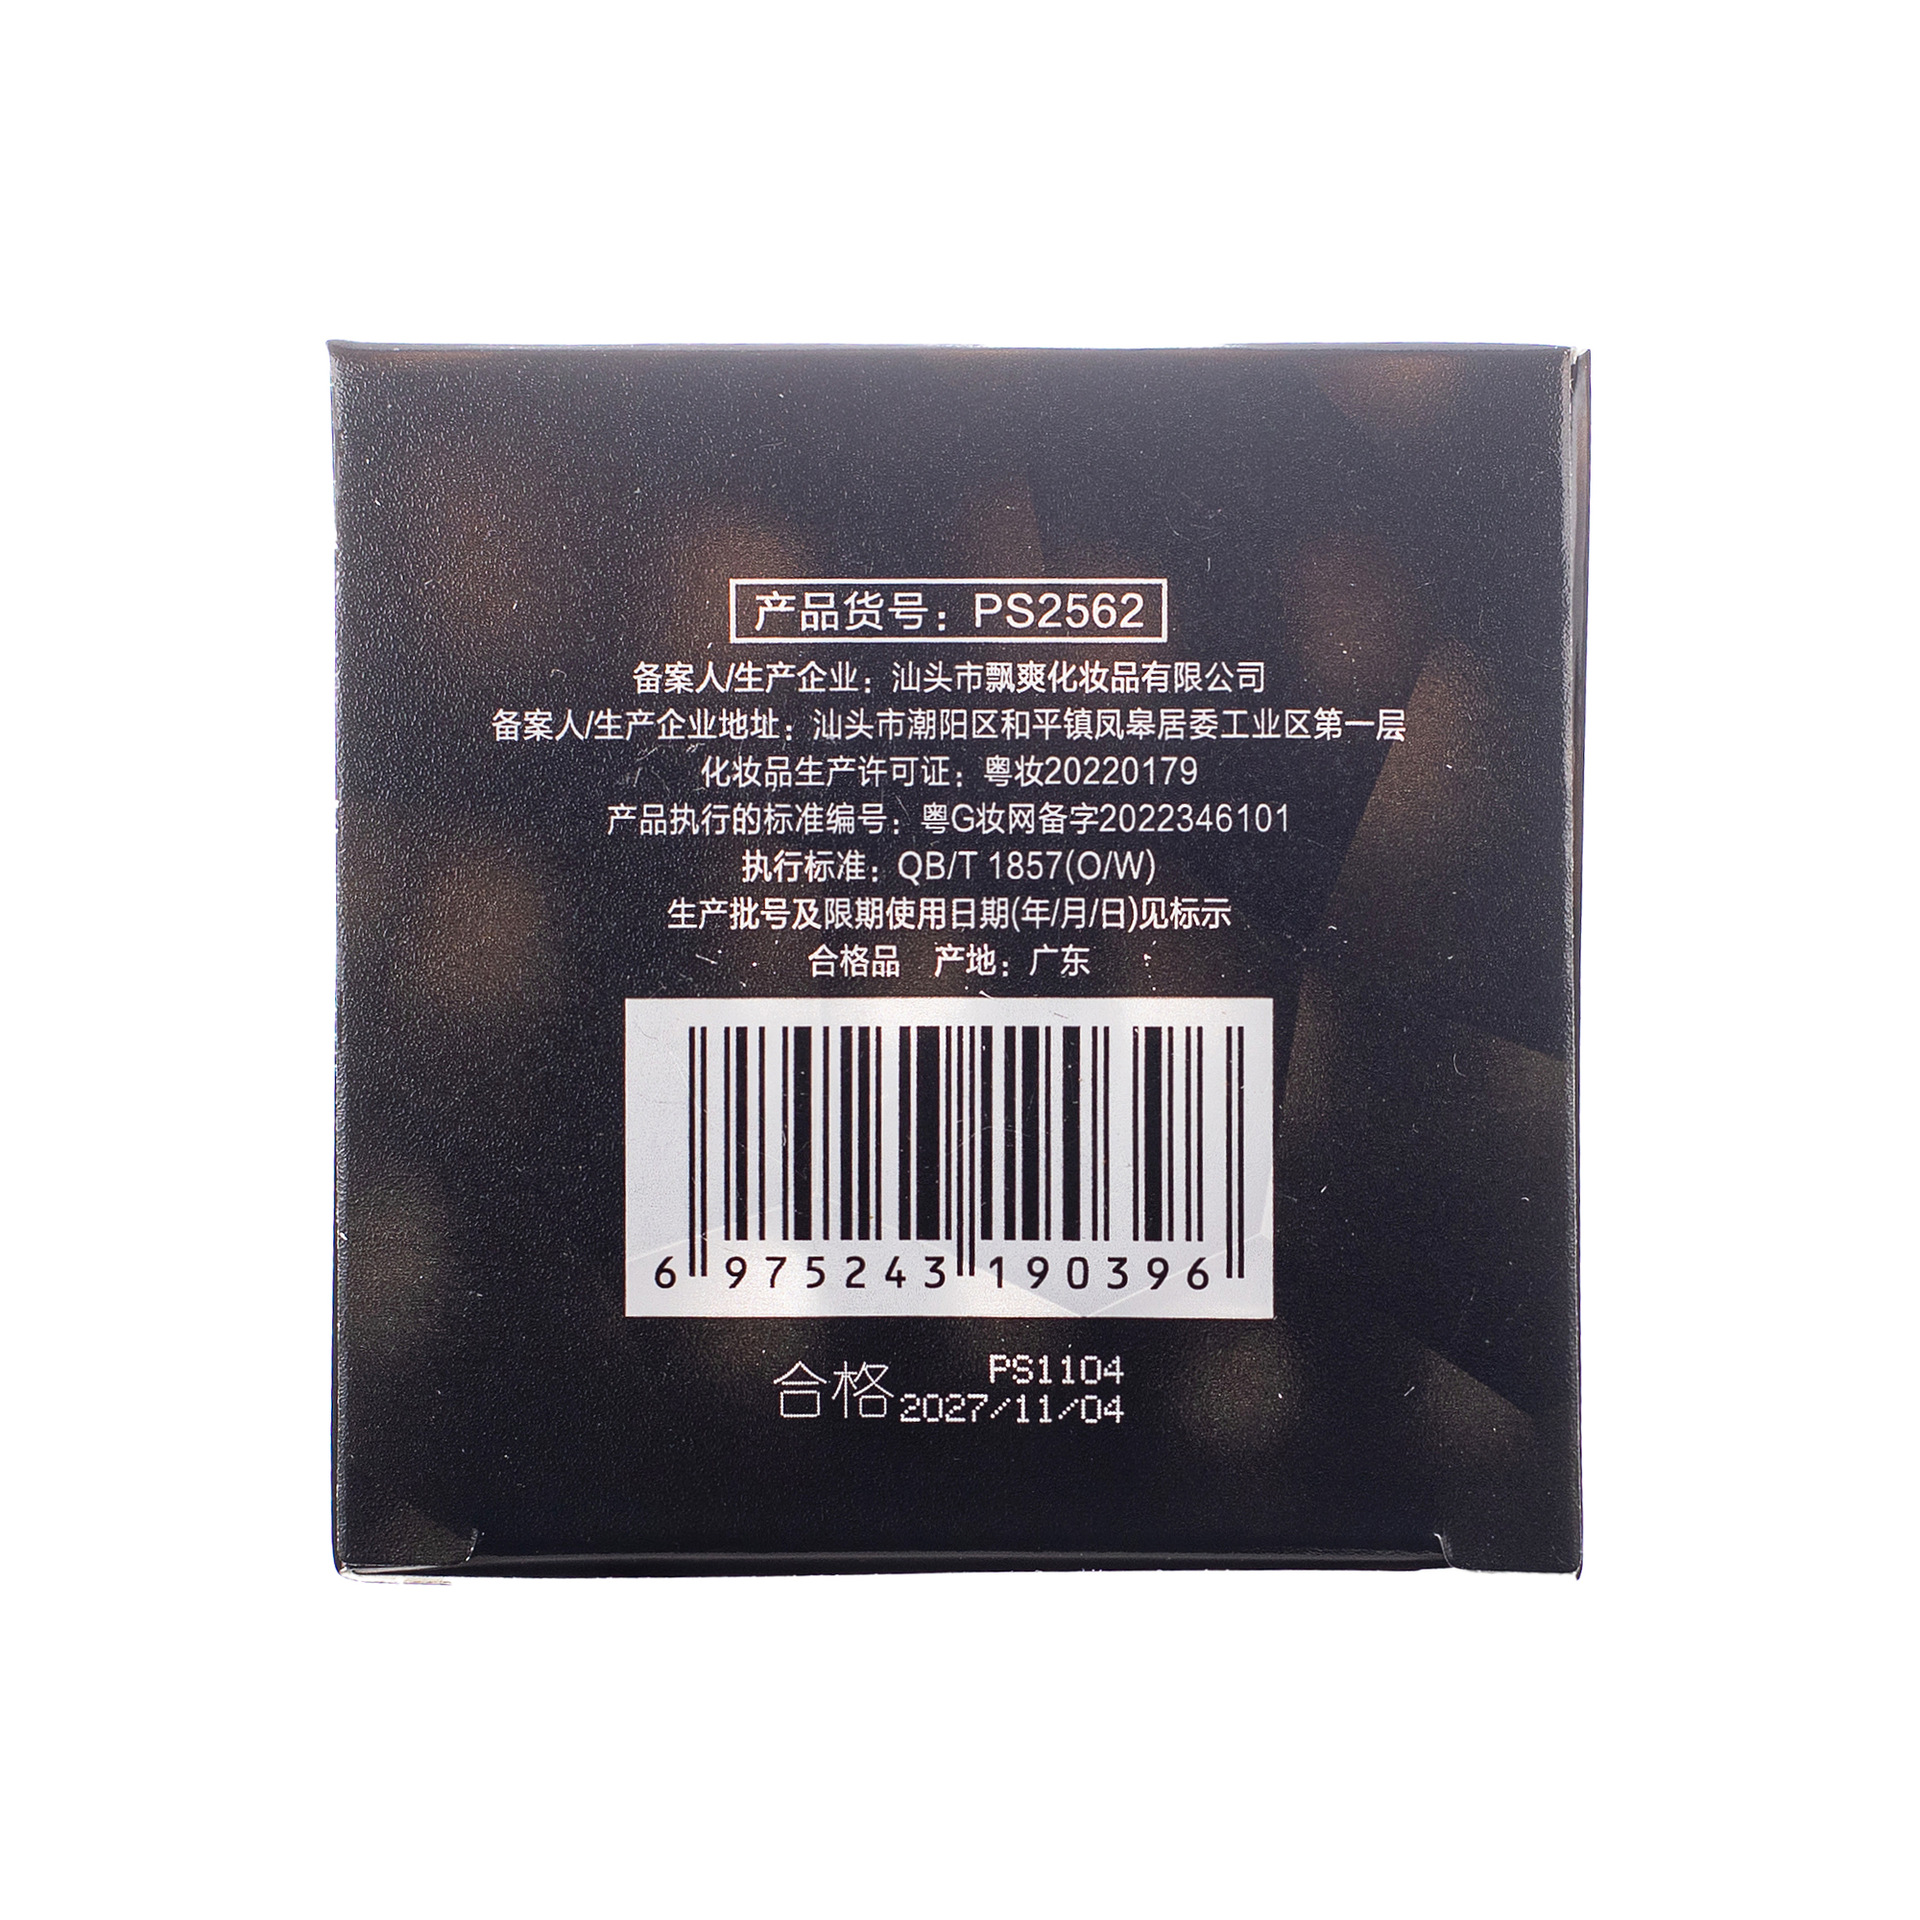 产品货号：PS2562
备案人/生产企业：汕头市飘爽化妆品有限公司
备案人/生产企业地址：汕头市潮阳区和平镇凤皋居委工业区第一层
化妆品生产许可证：粤妆20220179
产品执行的标准编号：粤G妆网备字2022346101
执行标准：QB/T 1857(O/W)
生产批号及限期使用日期(年/月/日)见标示
合格品 产地：广东
6 975243 190396
合格 PS1104
2027/11/04